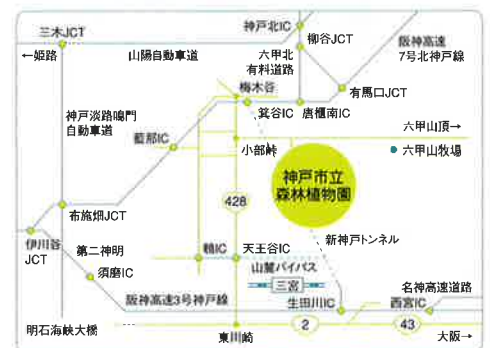 三木JCT
神戸北IC
柳谷JCT
阪神高速
7号北神戸線
←姫路
山陽自動車道
六甲北
有料道路
有馬口JCT
梅木谷
箕谷IC
唐櫃南IC
神戸淡路鳴門
自動車道
藍那IC
小部峠
六甲山頂→
六甲山牧場
神戸市立
森林植物園
428
布施畑JCT
伊川谷
JCT
第二神明
須磨IC
鵯IC
天王谷IC
新神戸トンネル
山麓バイパス
三宮
名神高速道路
阪神高速3号神戸線
生田川IC
西宮IC
明石海峡大橋
東川崎
2
43
大阪→